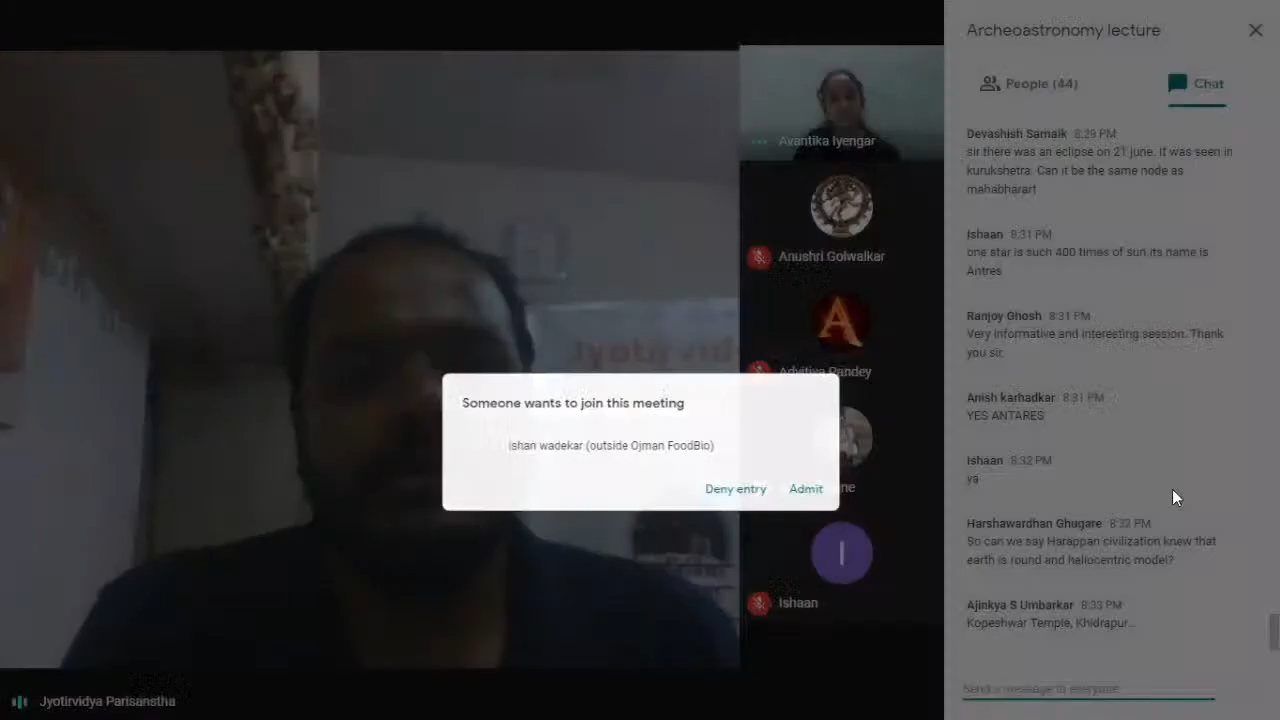 Archeoastronomy lecture
People (44)
Chat
Devashish Samaik 8:29 PM
sir there was an eclipse on 21 june. it was seen in
kurukshetra. Can it be the same node as
mahabharart
Ishaan 8:31 PM
one star is such 400 times of sun.its name is
Antres
Ranjoy Ghosh 8:31 PM
Very informative and interesting session. Thank
you sir.
Anish karhadkar 8:31 PM
YES ANTARES
Ishaan 8:32 PM
ya
Harshawardhan Ghugare 8:32 PM
So can we say Harappan civilization knew that
earth is round and heliocentric model?
Ajinkya S Umbarkar 8:33 PM
Kopeshwar Temple, Khidrapur...
Send a message to everyone
Avantika Iyengar
Anushri Golwalkar
A
Advitiya Pandey
ne
I
Ishaan
Someone wants to join this meeting
ishan wadekar (outside Ojman FoodBio)
Deny entry
Admit
Jyotirvidya Parisanstha